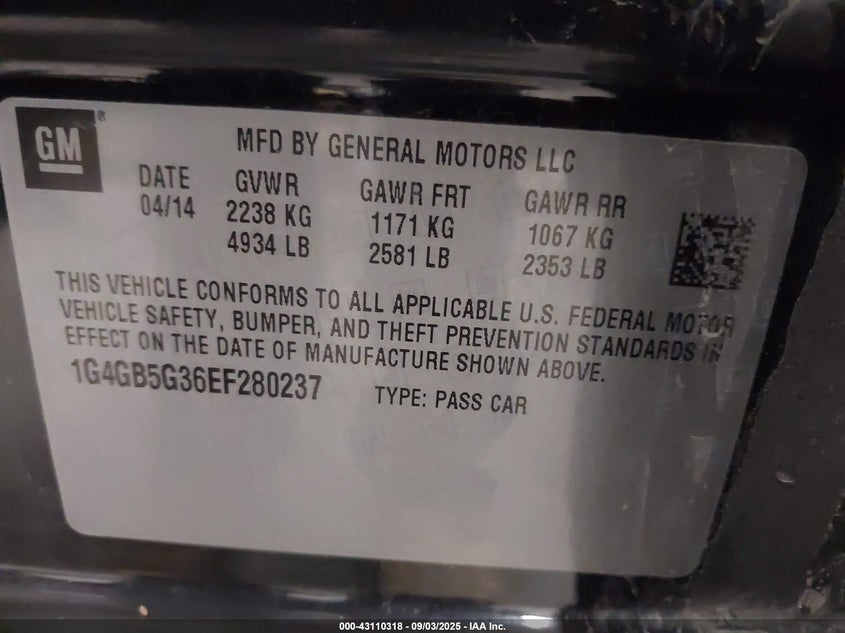 GM®
MFD BY GENERAL MOTORS LLC
DATE GVWR GAWR FRT GAWR RR
04/14 2238 KG 1171 KG 1067 KG
4934 LB 2581 LB 2353 LB
THIS VEHICLE CONFORMS TO ALL APPLICABLE U.S. FEDERAL MOTOR
VEHICLE SAFETY, BUMPER, AND THEFT PREVENTION STANDARDS IN
EFFECT ON THE DATE OF MANUFACTURE SHOWN ABOVE.
1G4GB5G36EF280237 TYPE: PASS CAR
000-43110318 - 09/03/2025 - IAA Inc.